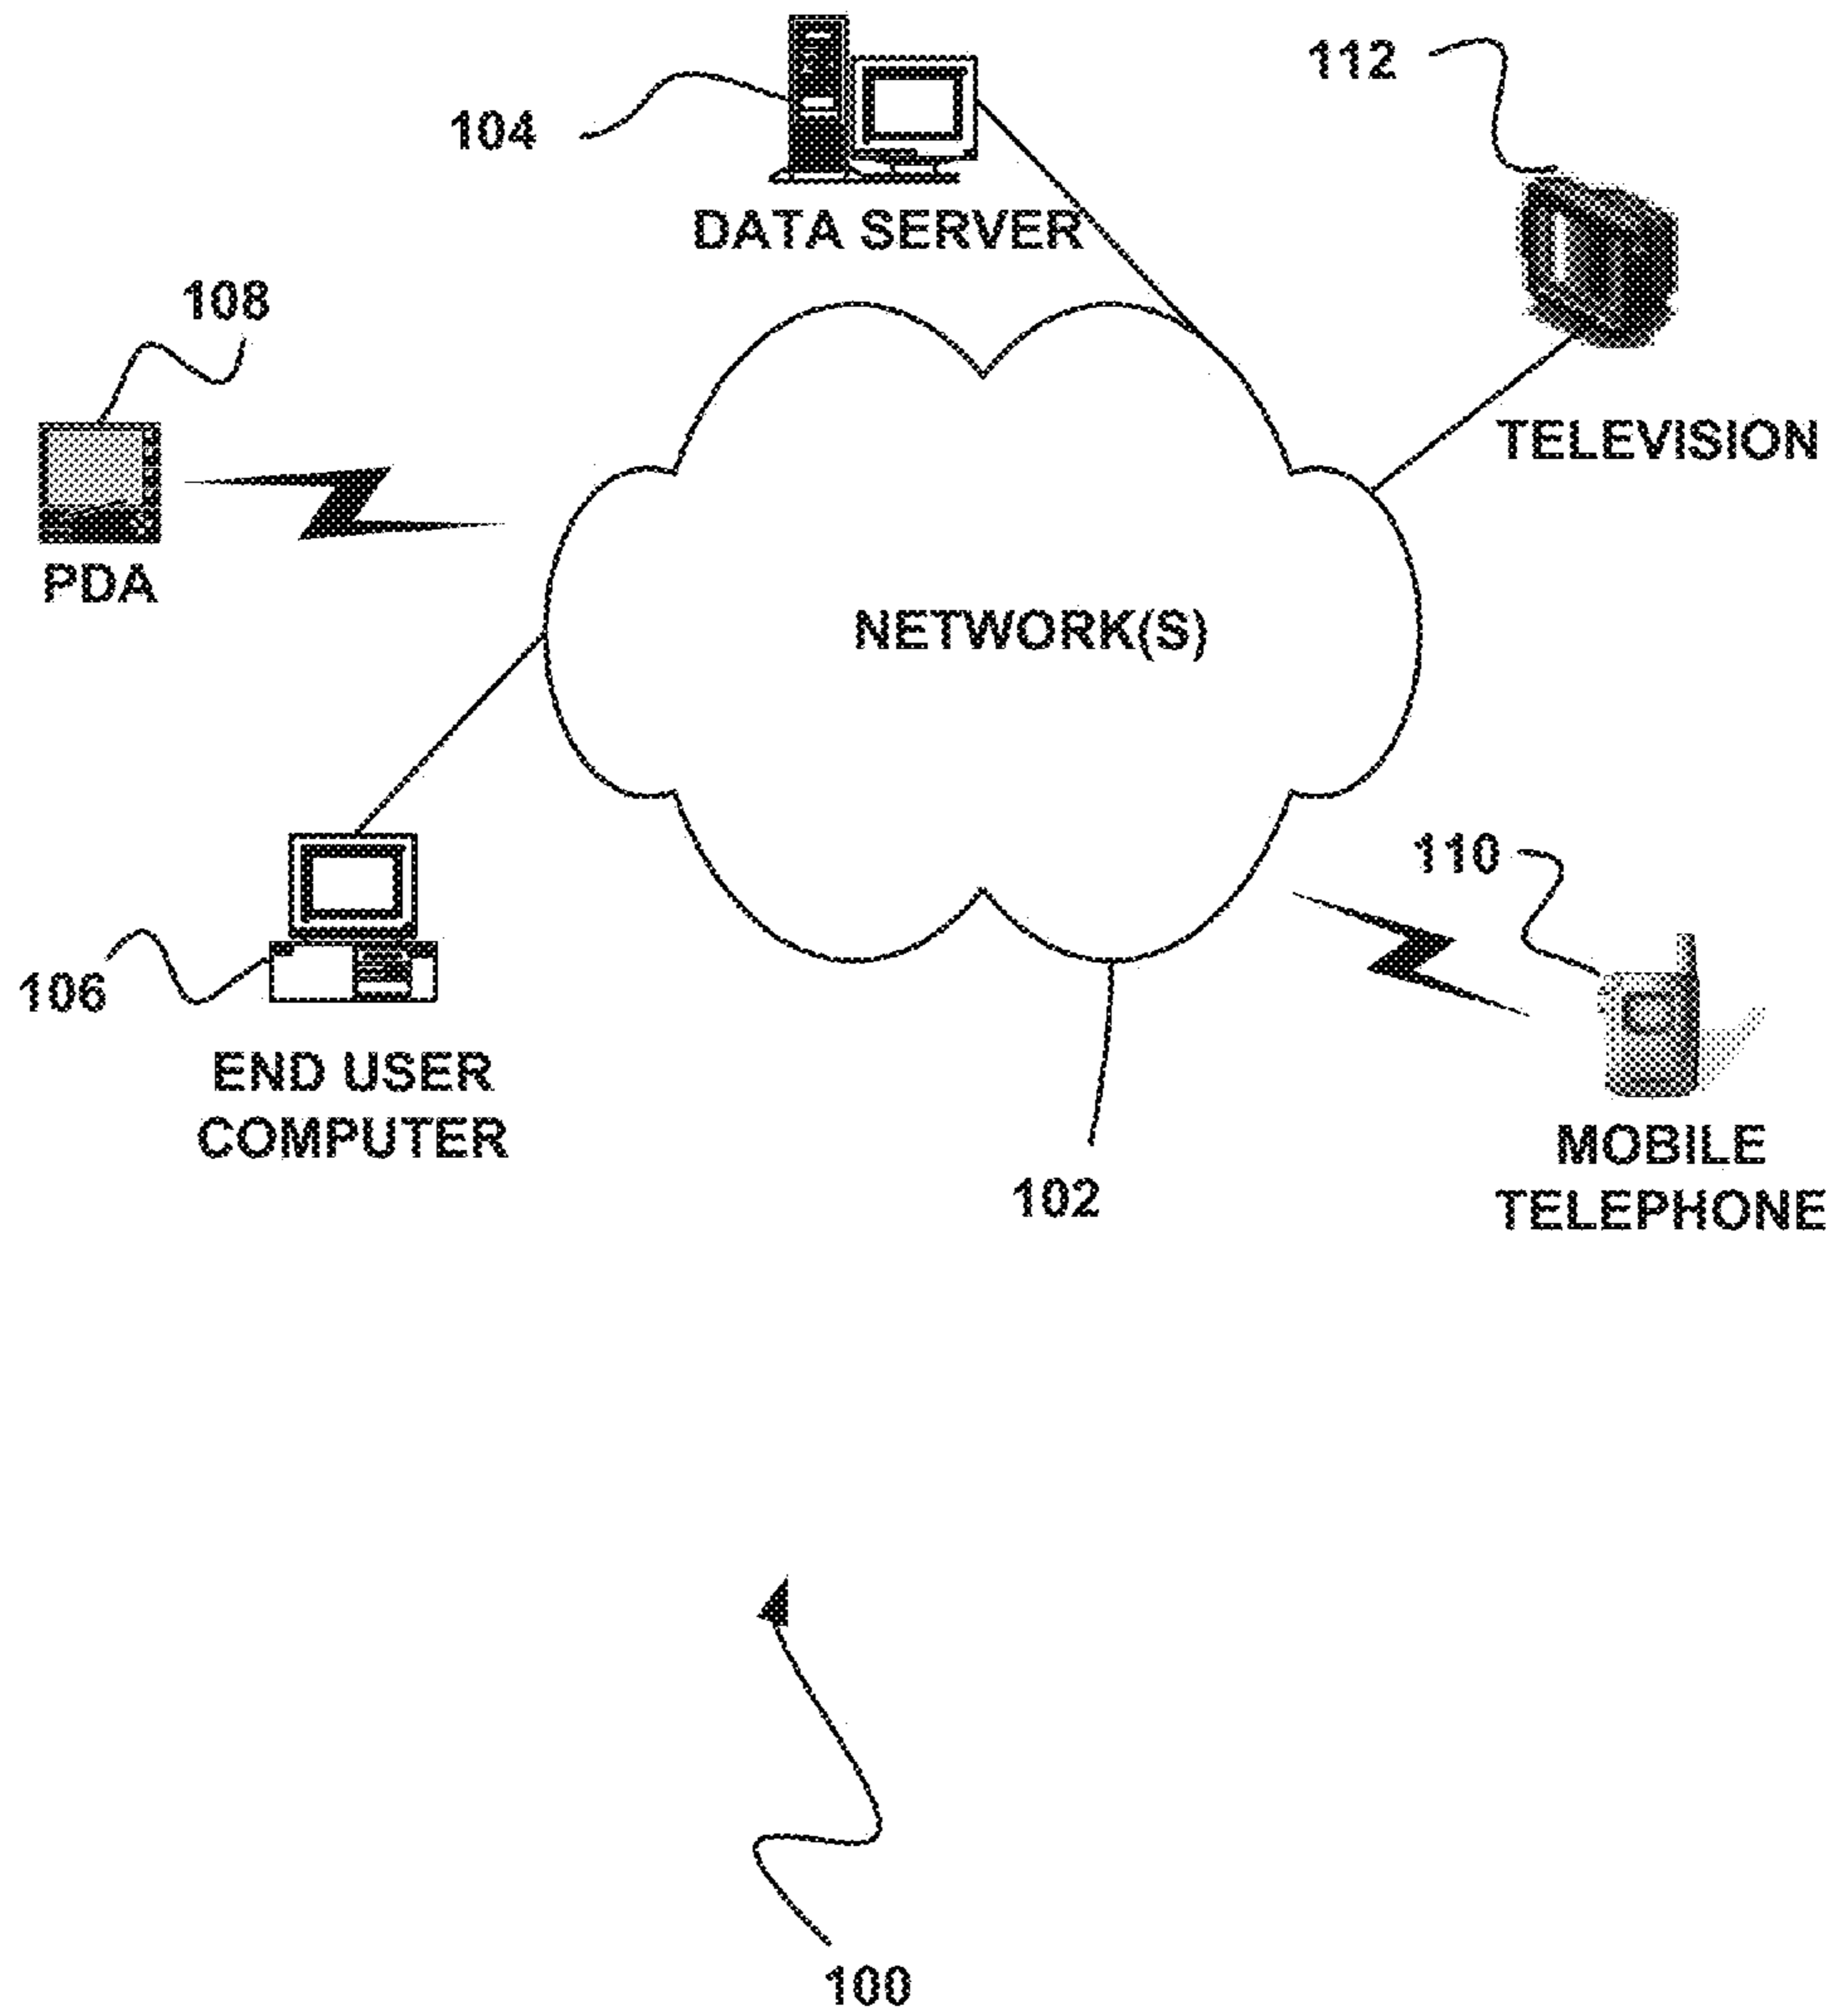 112
104
DATA SERVER
108
TELEVISION
PDA
NETWORK(S)
110
106
END USER
COMPUTER
MOBILE
TELEPHONE
102
100